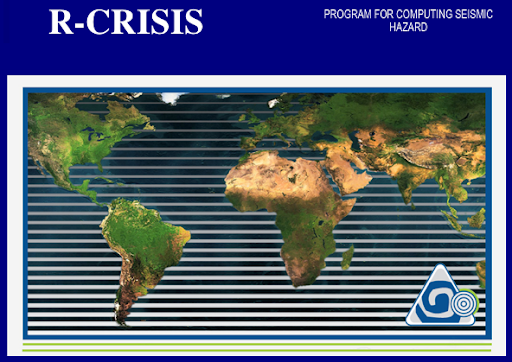 R-CRISIS
PROGRAM FOR COMPUTING SEISMIC
HAZARD